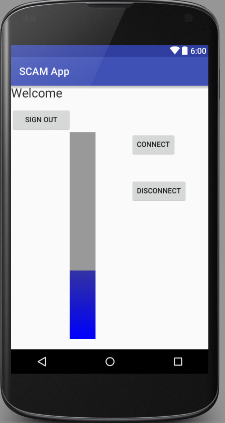 6:00
SCAM App
Welcome
SIGN OUT
CONNECT
DISCONNECT